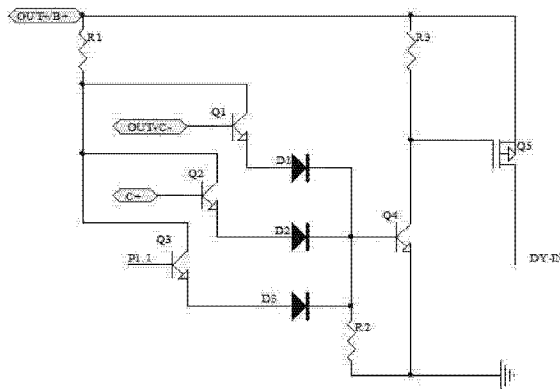 OUT+/B+
R1
R3
Q1
OUT-/C-
Q5
D1
Q2
C+
Q4
D2
Q3
P1.1
D3
R2